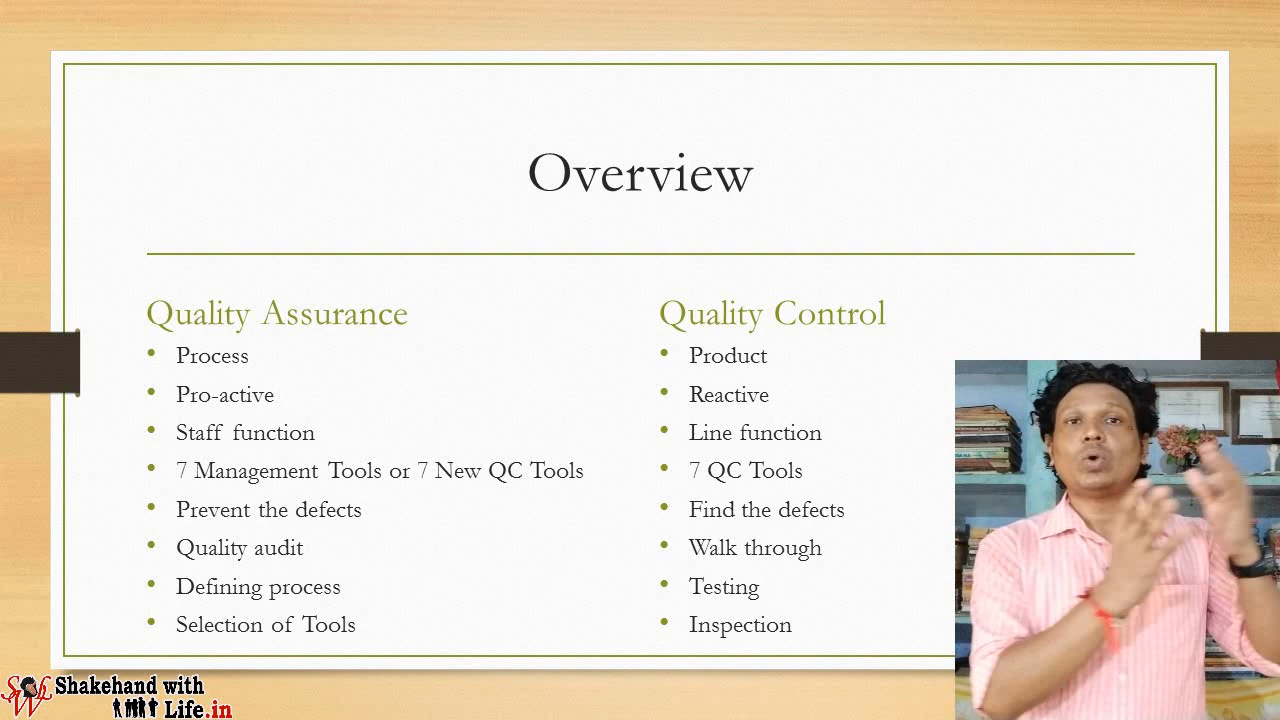 Overview
Quality Assurance
• Process
• Pro-active
• Staff function
• 7 Management Tools or 7 New QC Tools
• Prevent the defects
• Quality audit
• Defining process
• Selection of Tools
Quality Control
• Product
• Reactive
• Line function
• 7 QC Tools
• Find the defects
• Walk through
• Testing
• Inspection
Shakehand with
Life.in